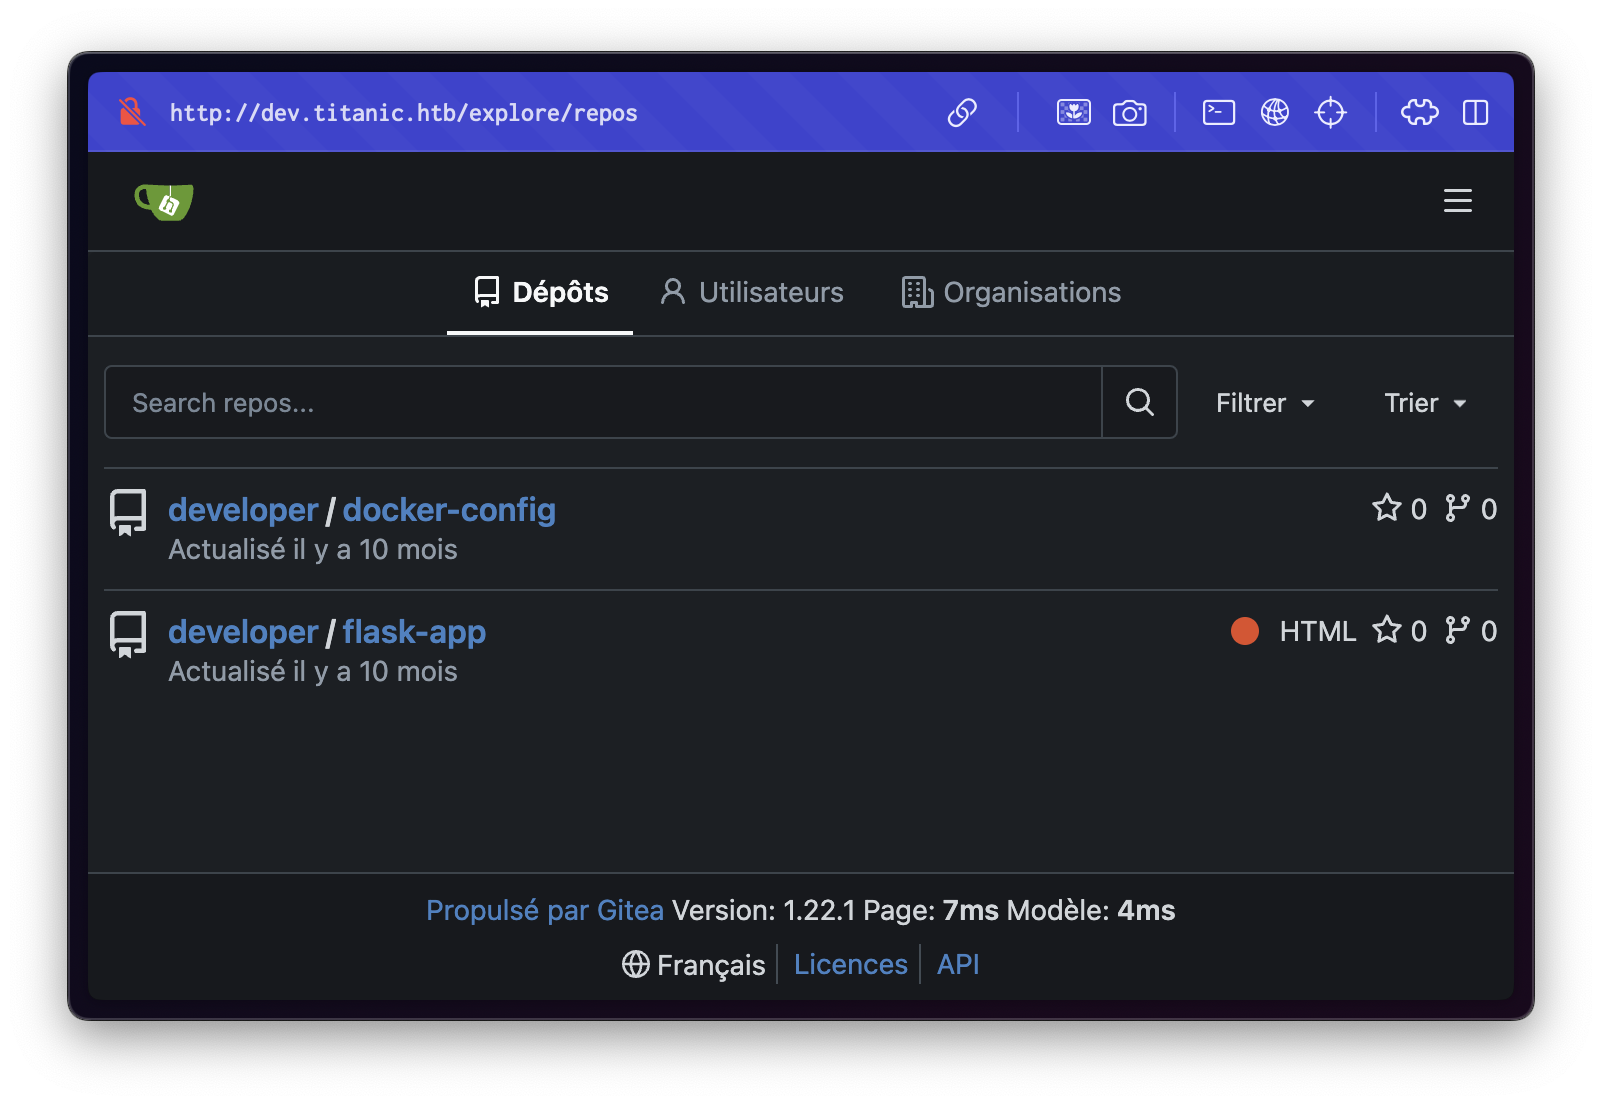 http://dev.titanic.htb/explore/repos
Dépôts Utilisateurs Organisations
Search repos... Filtrer Trier
developer / docker-config 0 0
Actualisé il y a 10 mois
developer / flask-app HTML 0 0
Actualisé il y a 10 mois
Propulsé par Gitea Version: 1.22.1 Page: 7ms Modèle: 4ms
Français Licences API